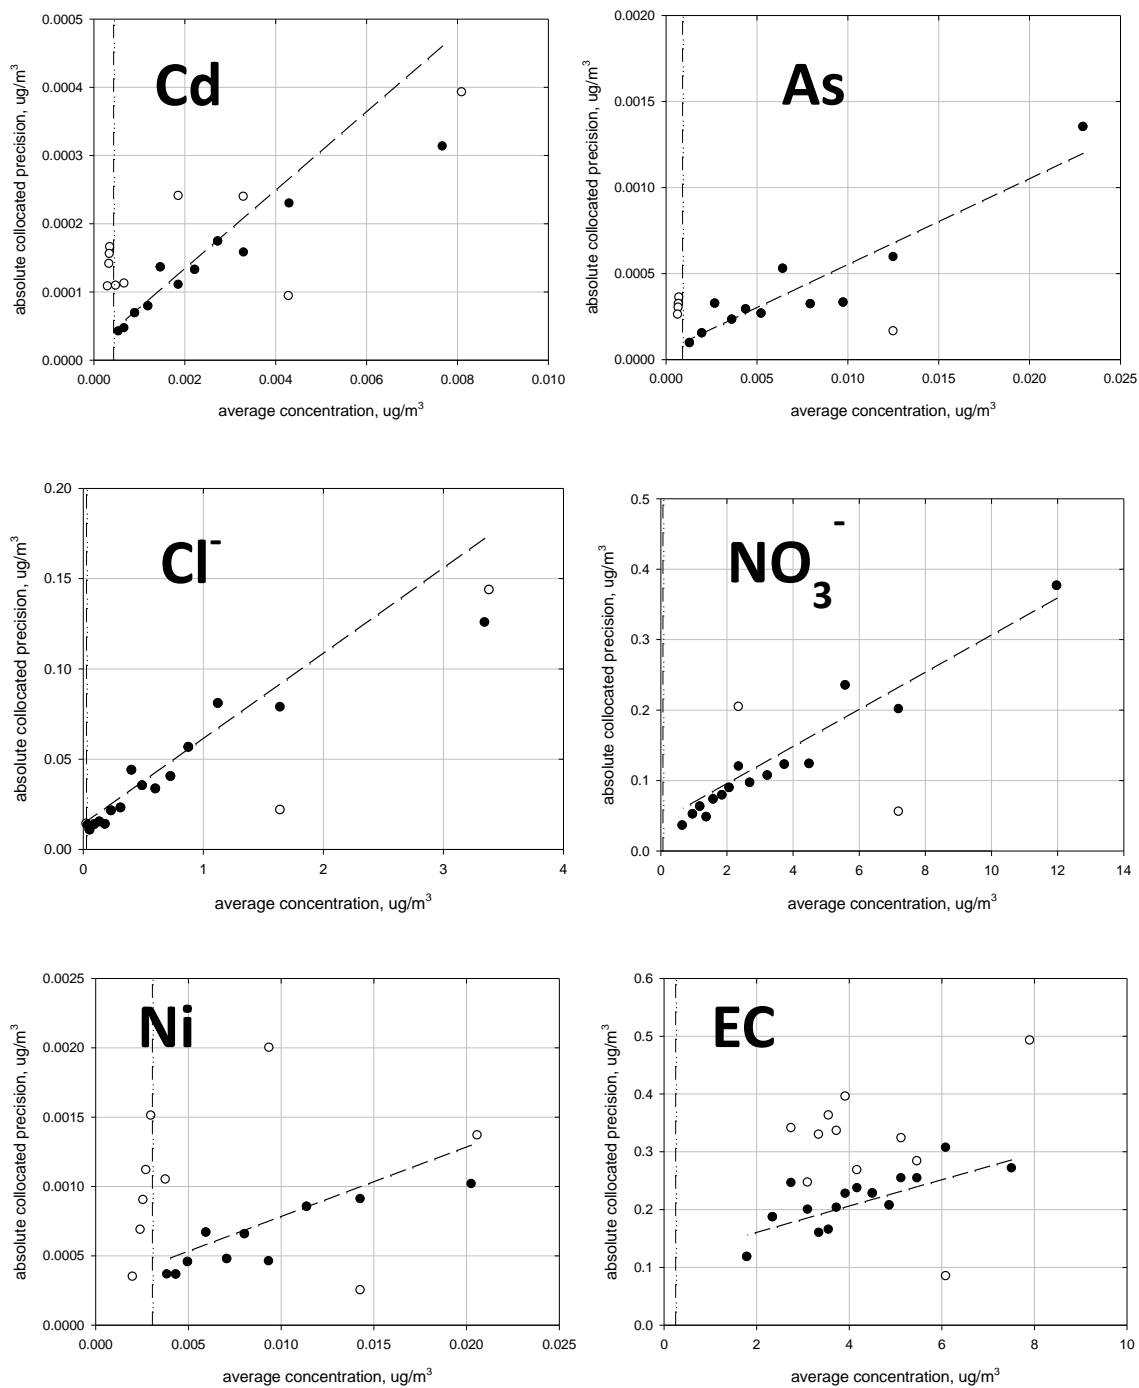 Cd
absolute collocated precision, ug/m³
0.0005
0.0004
0.0003
0.0002
0.0001
0.0000
0.000 0.002 0.004 0.006 0.008 0.010
average concentration, ug/m³
As
absolute collocated precision, ug/m³
0.0020
0.0015
0.0010
0.0005
0.0000
0.000 0.005 0.010 0.015 0.020 0.025
average concentration, ug/m³
Cl⁻
absolute collocated precision, ug/m³
0.20
0.15
0.10
0.05
0.00
0 1 2 3 4
average concentration, ug/m³
NO₃⁻
absolute collocated precision, ug/m³
0.5
0.4
0.3
0.2
0.1
0.0
0 2 4 6 8 10 12 14
average concentration, ug/m³
Ni
absolute collocated precision, ug/m³
0.0025
0.0020
0.0015
0.0010
0.0005
0.0000
0.000 0.005 0.010 0.015 0.020 0.025
average concentration, ug/m³
EC
absolute collocated precision, ug/m³
0.6
0.5
0.4
0.3
0.2
0.1
0.0
0 2 4 6 8 10
average concentration, ug/m³